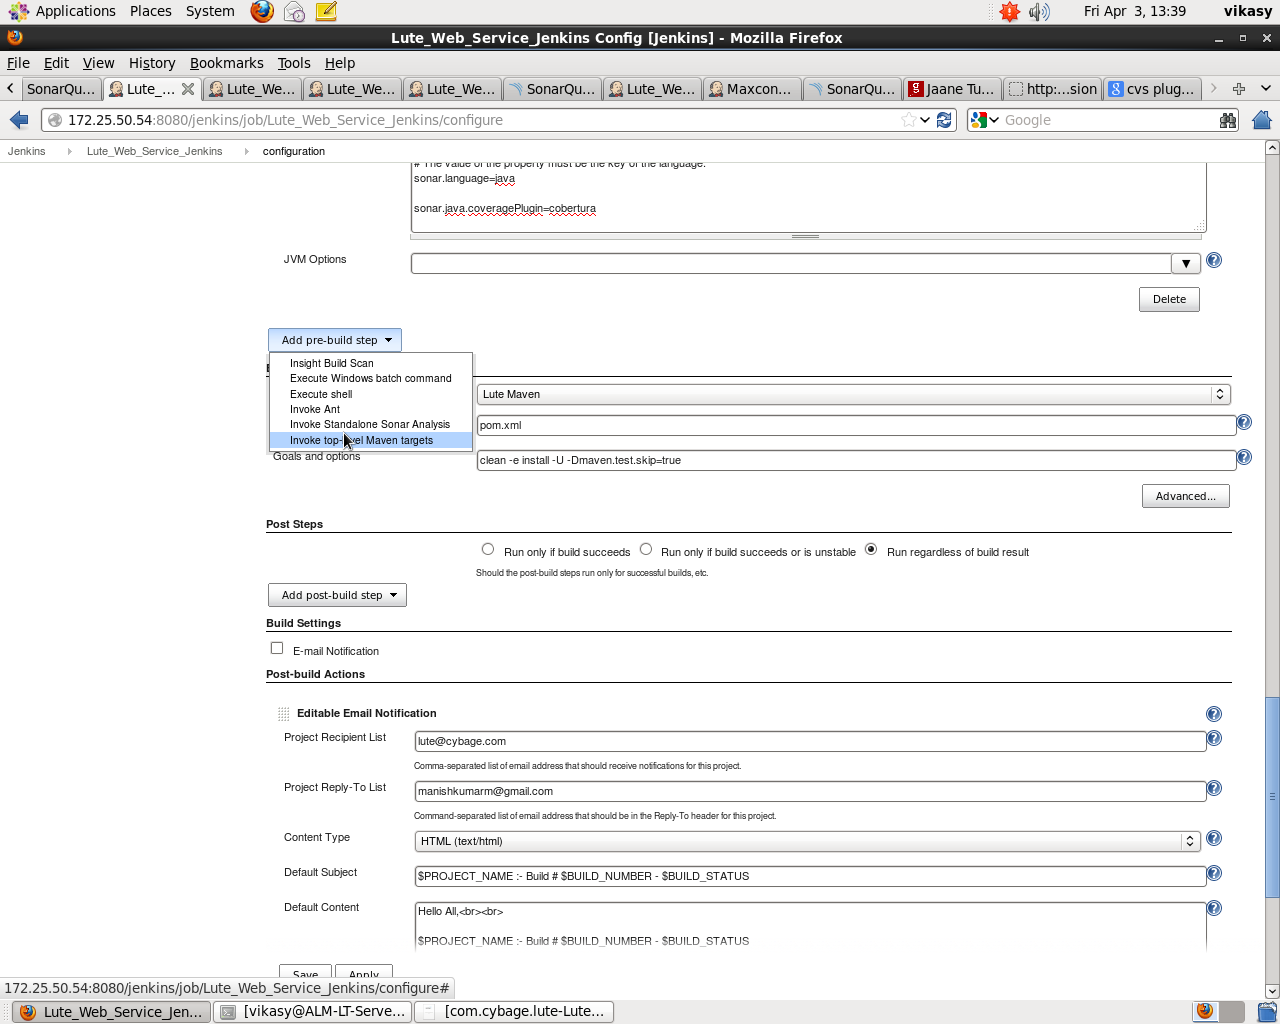 Applications Places System Fri Apr 3, 13:39 vikasy
Lute_Web_Service_Jenkins Config [Jenkins] - Mozilla Firefox
File Edit View History Bookmarks Tools Help
SonarQu... Lute_... Lute_We... Lute_We... Lute_We... SonarQu... Lute_We... Maxcon... SonarQu... Jaane Tu... http:...sion cvs plug...
172.25.50.54:8080/jenkins/job/Lute_Web_Service_Jenkins/configure Google
Jenkins Lute_Web_Service_Jenkins configuration
# The value of the property must be the key of the language.
sonar.language=java
sonar.java.coveragePlugin=cobertura
JVM Options
Delete
Add pre-build step
Insight Build Scan
Execute Windows batch command
Execute shell
Invoke Ant
Invoke Standalone Sonar Analysis
Invoke top-level Maven targets
Lute Maven
pom.xml
Goals and options clean -e install -U -Dmaven.test.skip=true
Advanced...
Post Steps
Run only if build succeeds Run only if build succeeds or is unstable Run regardless of build result
Should the post-build steps run only for successful builds, etc.
Add post-build step
Build Settings
E-mail Notification
Post-build Actions
Editable Email Notification
Project Recipient List lute@cybage.com
Comma-separated list of email address that should receive notifications for this project.
Project Reply-To List manishkumarm@gmail.com
Command-separated list of email address that should be in the Reply-To header for this project.
Content Type HTML (text/html)
Default Subject $PROJECT_NAME :- Build # $BUILD_NUMBER - $BUILD_STATUS
Default Content Hello All,<br><br>
$PROJECT_NAME :- Build # $BUILD_NUMBER - $BUILD_STATUS
Save Apply
172.25.50.54:8080/jenkins/job/Lute_Web_Service_Jenkins/configure#
Lute_Web_Service_Jen... [vikasy@ALM-LT-Serve... [com.cybage.lute-Lute...